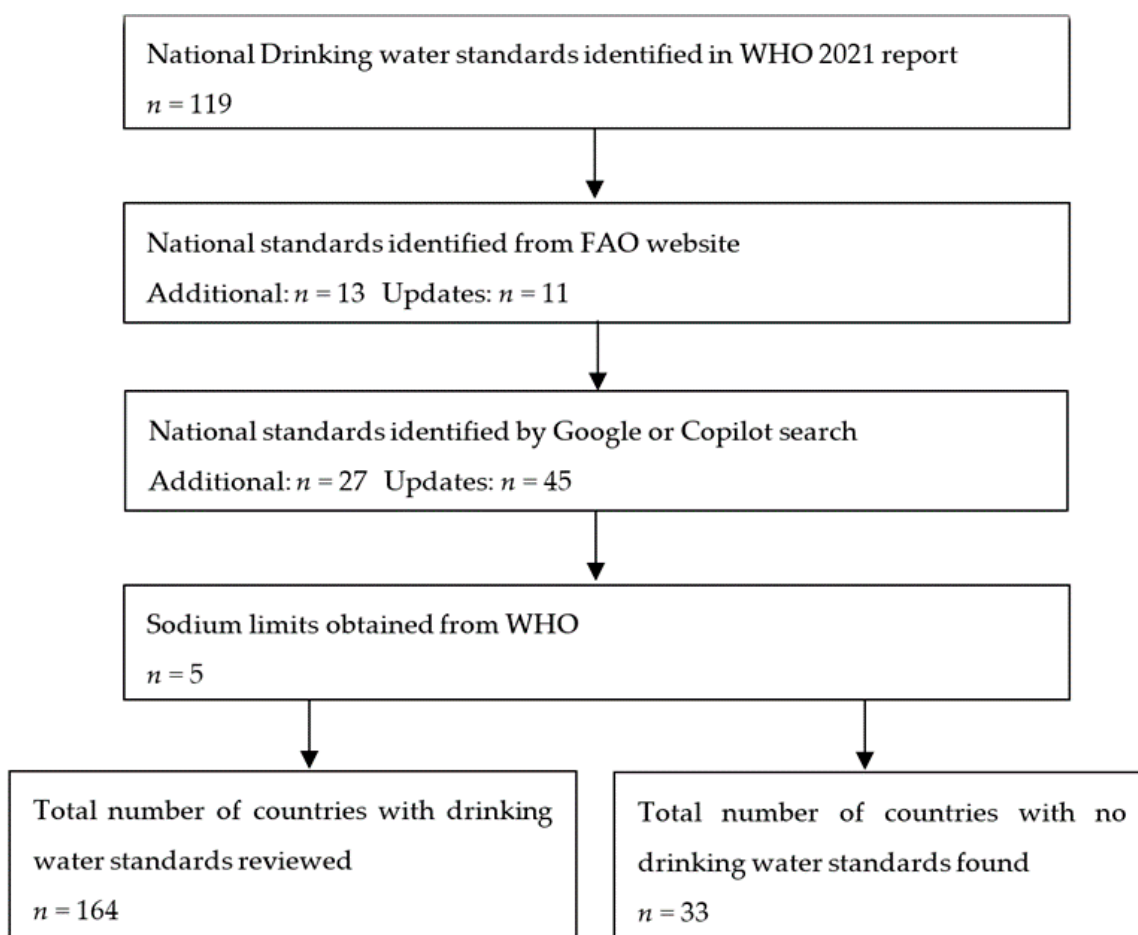 National Drinking water standards identified in WHO 2021 report
n = 119
National standards identified from FAO website
Additional: n = 13 Updates: n = 11
National standards identified by Google or Copilot search
Additional: n = 27 Updates: n = 45
Sodium limits obtained from WHO
n = 5
Total number of countries with drinking
water standards reviewed
n = 164
Total number of countries with no
drinking water standards found
n = 33